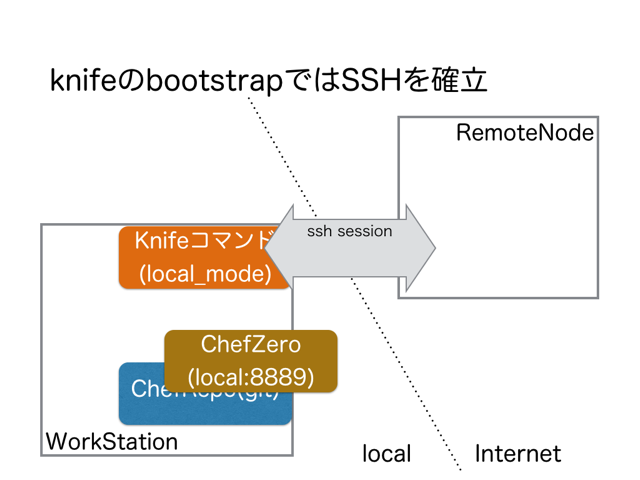 knifeのbootstrapではSSHを確立
RemoteNode
ssh session
Knifeコマンド
(local_mode)
ChefZero
(local:8889)
ChefRepo(git)
WorkStation
local
Internet